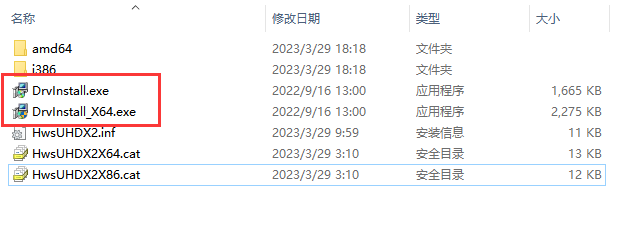 名称 修改日期 类型 大小
amd64 2023/3/29 18:18 文件夹
i386 2023/3/29 18:18 文件夹
DrvInstall.exe 2022/9/16 13:00 应用程序 1,665 KB
DrvInstall_X64.exe 2022/9/16 13:00 应用程序 2,275 KB
HwsUHDX2.inf 2023/3/29 9:59 安装信息 11 KB
HwsUHDX2X64.cat 2023/3/29 3:10 安全目录 13 KB
HwsUHDX2X86.cat 2023/3/29 3:10 安全目录 12 KB